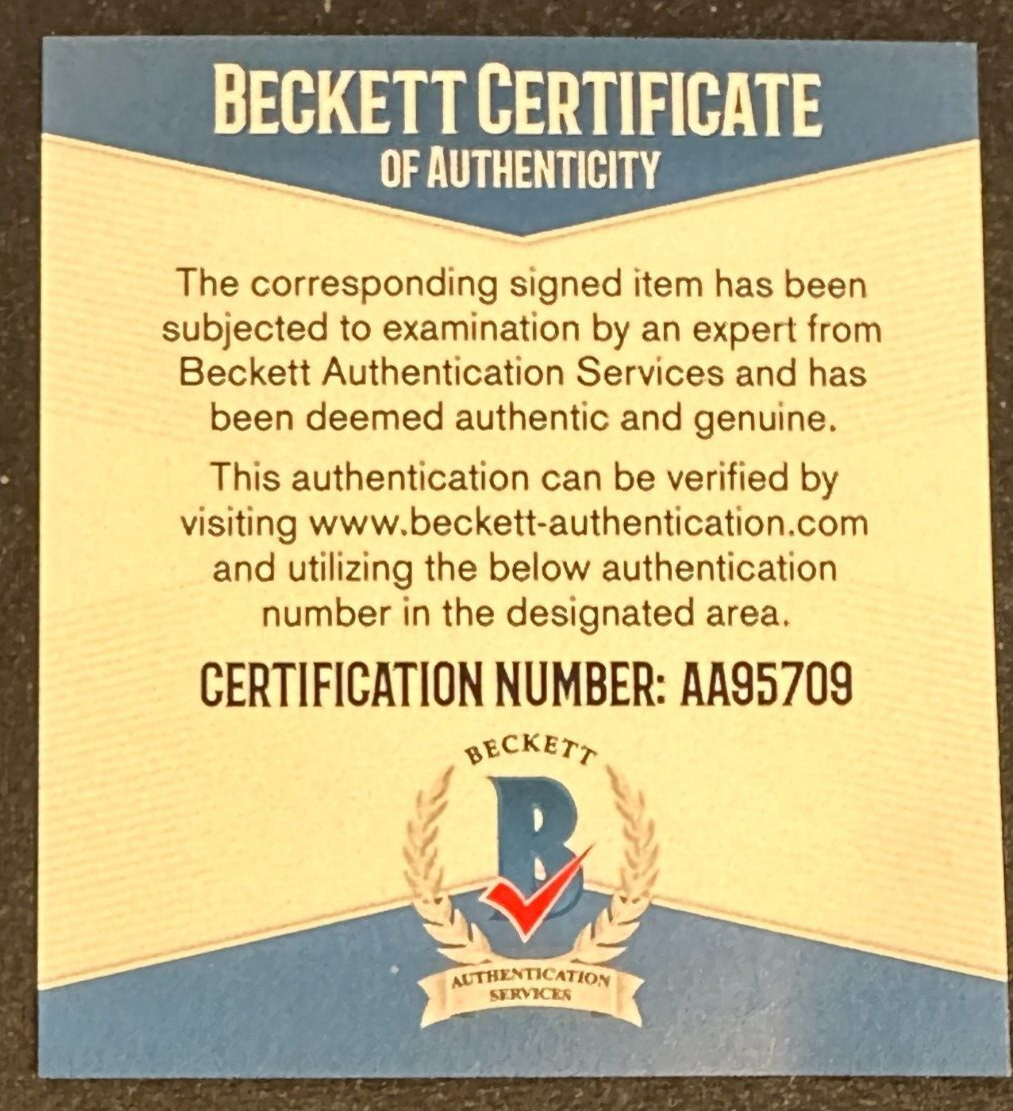 BECKETT CERTIFICATE
OF AUTHENTICITY
The corresponding signed item has been
subjected to examination by an expert from
Beckett Authentication Services and has
been deemed authentic and genuine.
This authentication can be verified by
visiting www.beckett-authentication.com
and utilizing the below authentication
number in the designated area.
CERTIFICATION NUMBER: AA95709
BECKETT
B
AUTHENTICATION
SERVICES